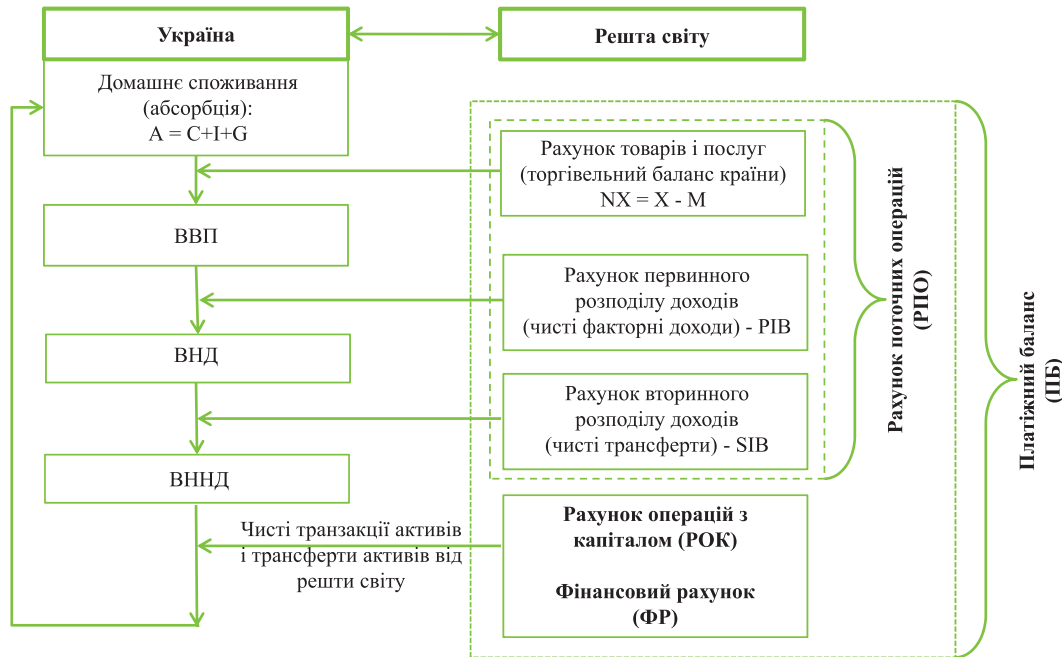 Україна
Решта світу
Домашнє споживання
(абсорбція):
A = C+I+G
Рахунок товарів і послуг
(торгівельний баланс країни)
NX = X - M
ВВП
Рахунок первинного
розподілу доходів
(чисті факторні доходи) - PIB
ВНД
Рахунок вторинного
розподілу доходів
(чисті трансферти) - SIB
ВННД
Чисті транзакції активів
і трансферти активів від
решти світу
Рахунок операцій з
капіталом (РОК)
Фінансовий рахунок
(ФР)
Рахунок поточних операцій
(РПО)
Платіжний баланс
(ПБ)